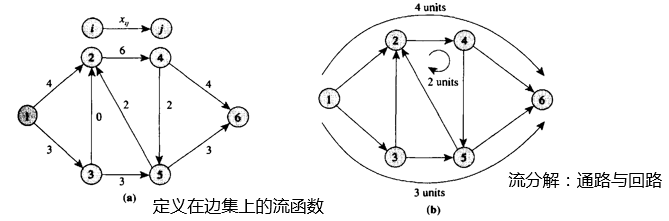 i x_ij j
4 units
2 6 4
2 4
4 4
2 units
2 2
1 0 6
1 6
3 3
3 3 5
3 5
3 units
(a)
(b)
定义在边集上的流函数
流分解：通路与回路